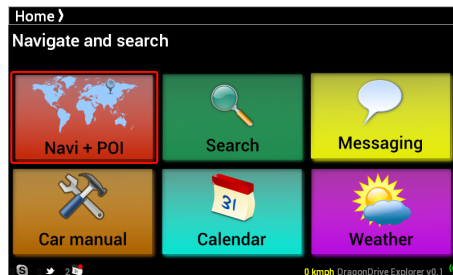 Home ⟩
Navigate and search
Navi + POI
Search
Messaging
Car manual
31
Calendar
Weather
2
0 kmph DragonDrive Explorer v0.1